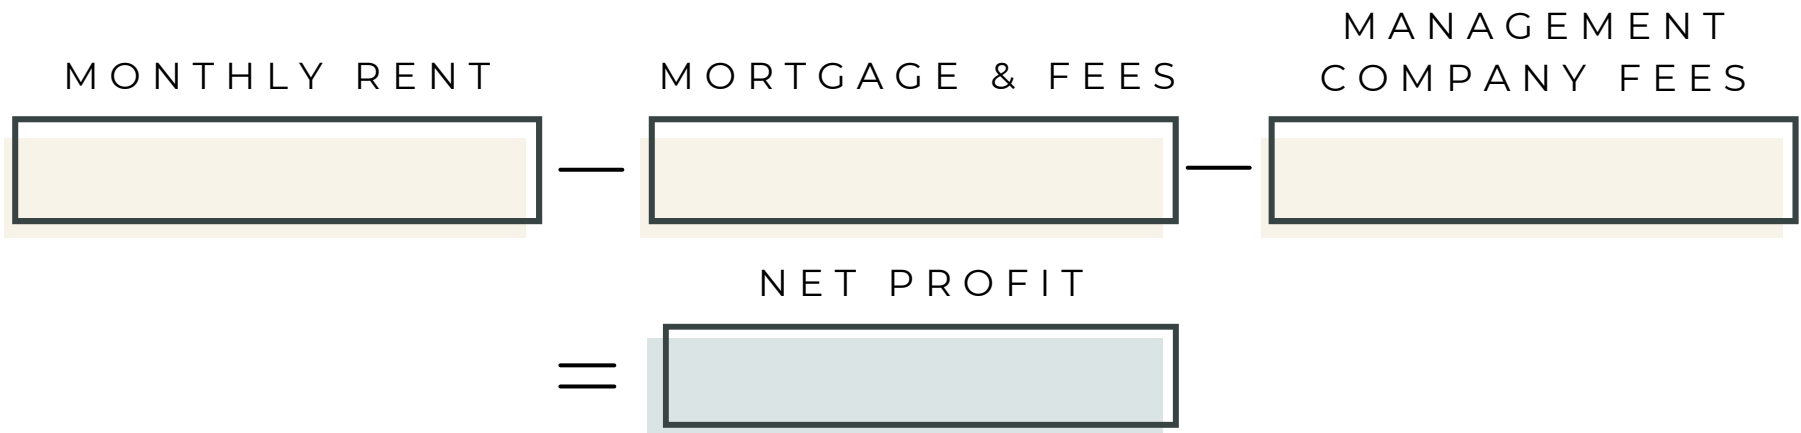 MONTHLY RENT
MORTGAGE & FEES
MANAGEMENT
COMPANY FEES
NET PROFIT